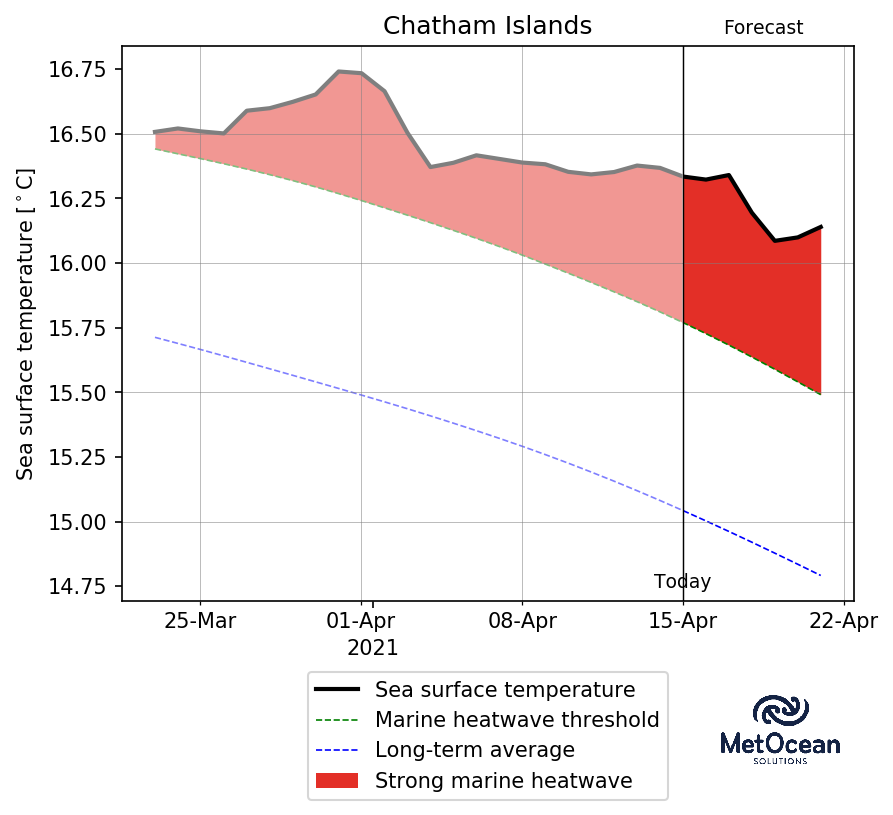 Chatham Islands
Forecast
Sea surface temperature [°C]
16.75
16.50
16.25
16.00
15.75
15.50
15.25
15.00
14.75
Today
25-Mar
01-Apr
08-Apr
15-Apr
22-Apr
2021
Sea surface temperature
Marine heatwave threshold
Long-term average
Strong marine heatwave
MetOcean
SOLUTIONS